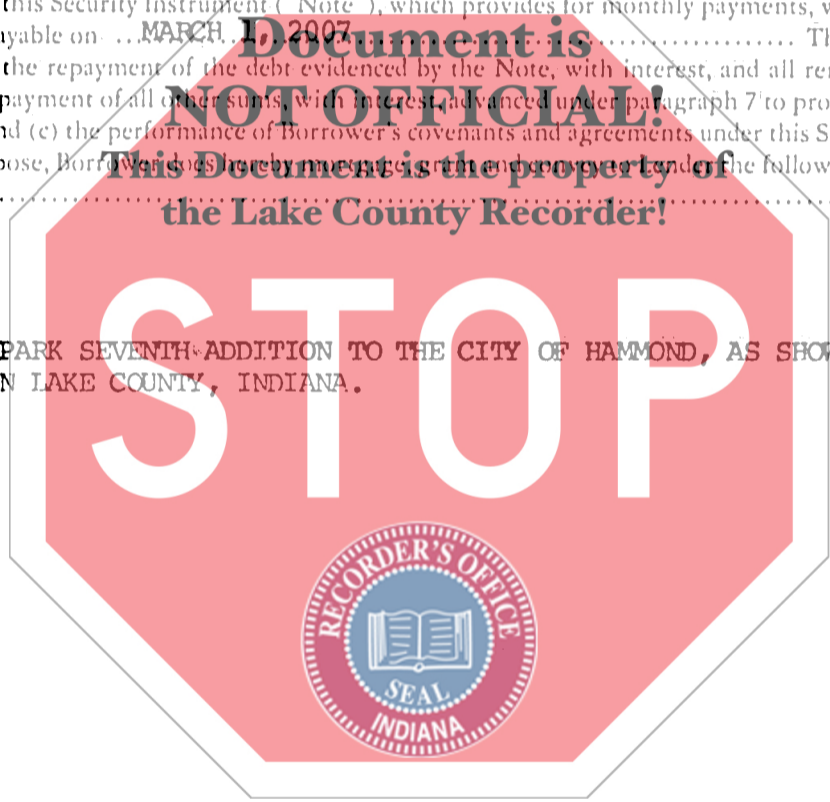 this Security Instrument ("Note"), which provides for monthly payments, w
ayable on MARCH 1, 2007 Th
the repayment of the debt evidenced by the Note, with interest, and all ren
payment of all other sums, with interest, advanced under paragraph 7 to pro
nd (c) the performance of Borrower's covenants and agreements under this S
ose, Borrower does hereby mortgage, grant and convey to Lender the follow
Document is
NOT OFFICIAL!
This Document is the property of
the Lake County Recorder!
STOP
PARK SEVENTH ADDITION TO THE CITY OF HAMMOND, AS SHOW
N LAKE COUNTY, INDIANA.
RECORDER'S OFFICE
SEAL
INDIANA